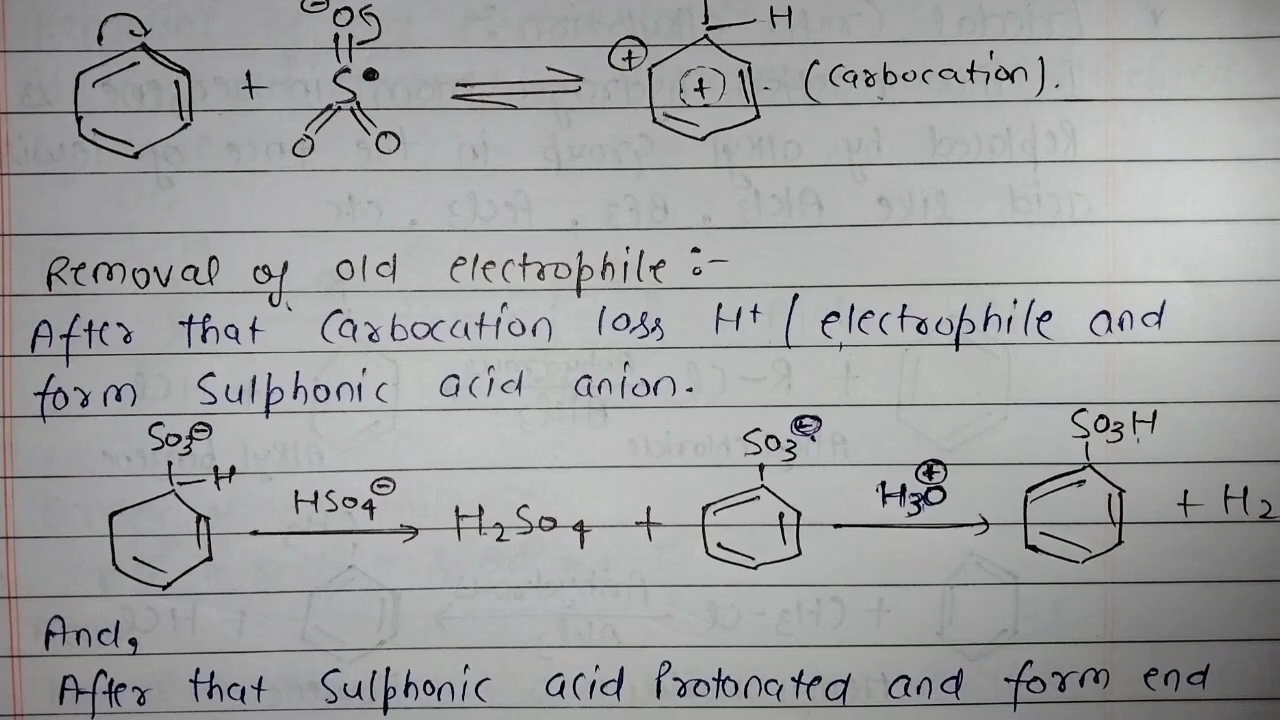 ⊖OS
+ S ⇌ H ⊕ (+) (Carbocation).
O O
Removal of old electrophile :-
After that Carbocation loss H+ / electrophile and
form Sulphonic acid anion.
SO3⊖ SO3⊖ SO3H
H HSO4⊖ → H2SO4 + H3O⊕ → + H2
And,
After that Sulphonic acid Protonated and form end